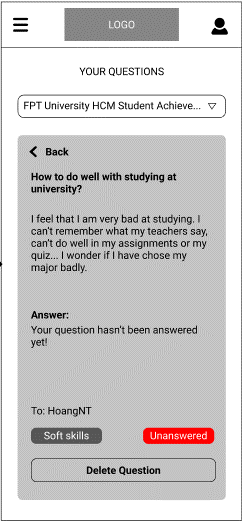 LOGO
YOUR QUESTIONS
FPT University HCM Student Achieve...
Back
How to do well with studying at
university?
I feel that I am very bad at studying. I
can't remember what my teachers say,
can't do well in my assignments or my
quiz... I wonder if I have chose my
major badly.
Answer:
Your question hasn't been answered
yet!
To: HoangNT
Soft skills
Unanswered
Delete Question